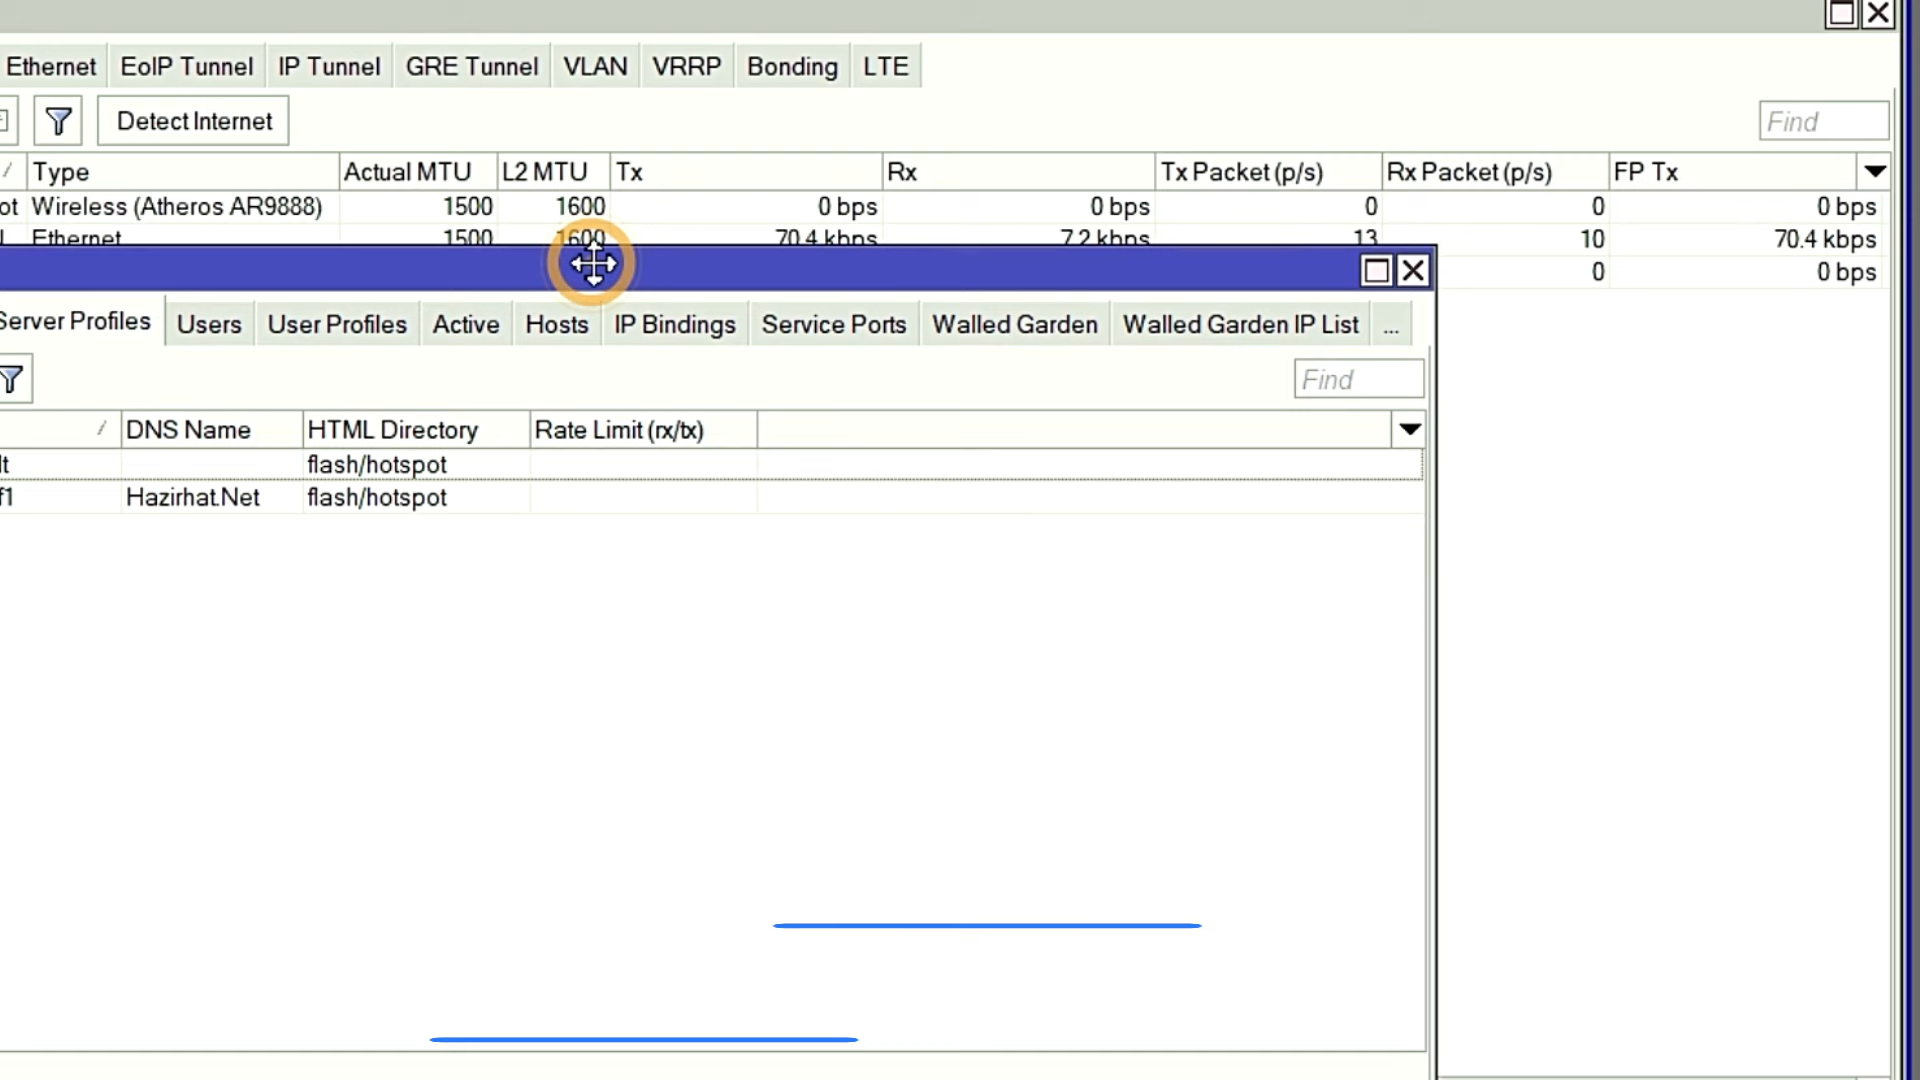 Ethernet EoIP Tunnel IP Tunnel GRE Tunnel VLAN VRRP Bonding LTE
Detect Internet Find
Type Actual MTU L2 MTU Tx Rx Tx Packet (p/s) Rx Packet (p/s) FP Tx
Wireless (Atheros AR9888) 1500 1600 0 bps 0 bps 0 0 0 bps
Ethernet 1500 1600 70.4 kbps 7.2 kbps 13 10 70.4 kbps
0 0 bps
Server Profiles Users User Profiles Active Hosts IP Bindings Service Ports Walled Garden Walled Garden IP List ...
Find
DNS Name HTML Directory Rate Limit (rx/tx)
lt flash/hotspot
f1 Hazirhat.Net flash/hotspot